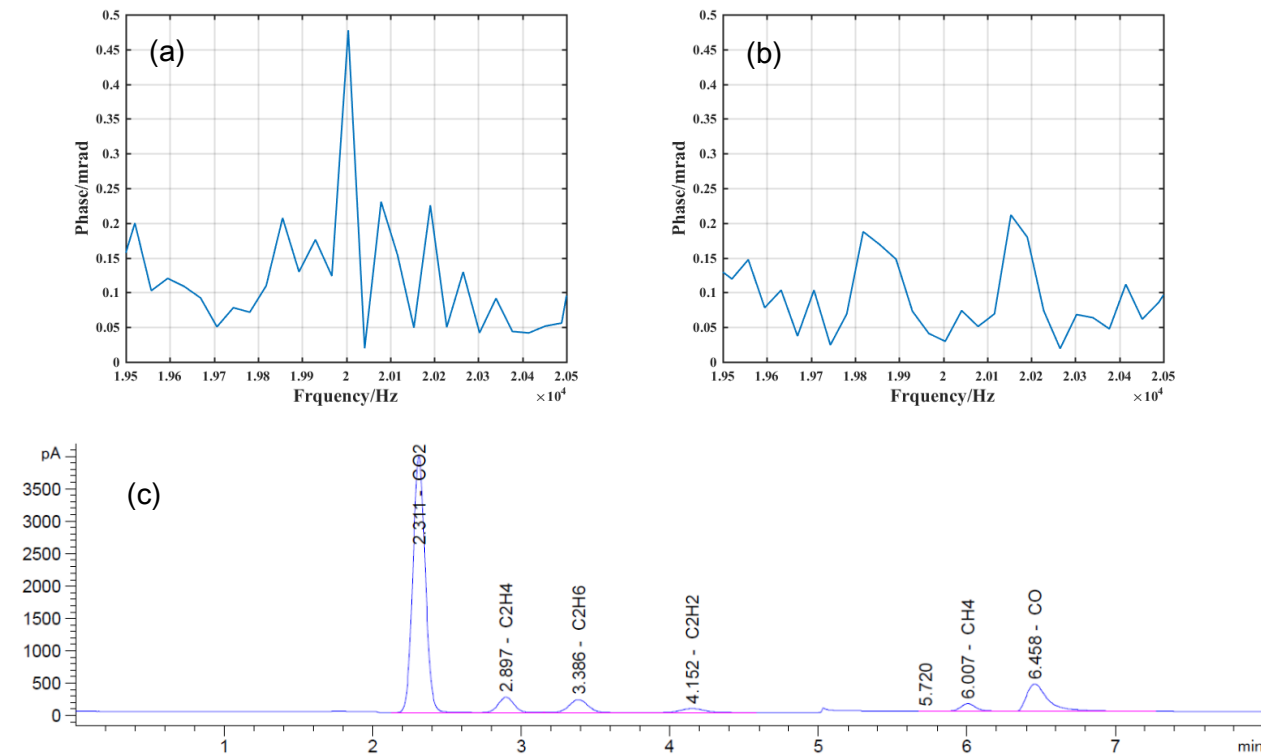 (a)
0.5
0.45
0.4
0.35
0.3
0.25
0.2
0.15
0.1
0.05
0
Phase/mrad
1.95 1.96 1.97 1.98 1.99 2 2.01 2.02 2.03 2.04 2.05
Frquency/Hz
×10⁴
(b)
0.5
0.45
0.4
0.35
0.3
0.25
0.2
0.15
0.1
0.05
0
Phase/mrad
1.95 1.96 1.97 1.98 1.99 2 2.01 2.02 2.03 2.04 2.05
Frquency/Hz
×10⁴
(c)
pA
3500
3000
2500
2000
1500
1000
500
0
2.311 - CO2
2.897 - C2H4
3.386 - C2H6
4.152 - C2H2
5.720
6.007 - CH4
6.458 - CO
1 2 3 4 5 6 7 min